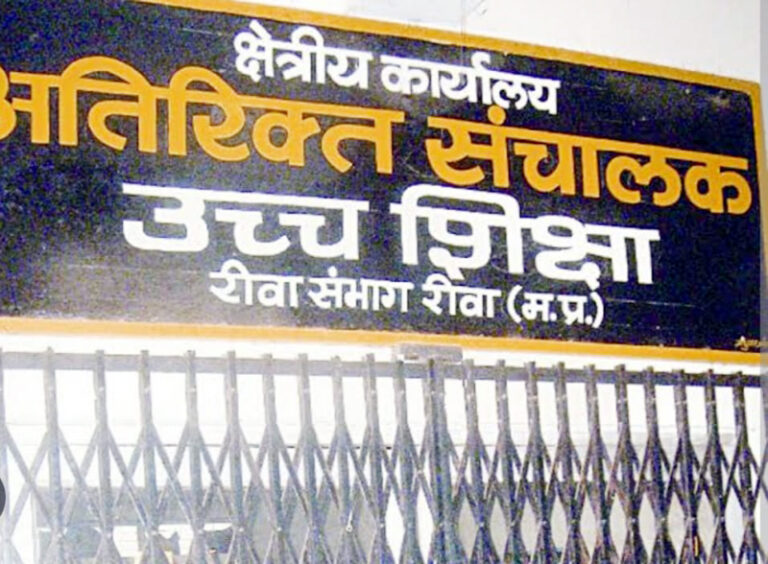 क्षेत्रीय कार्यालय
अतिरिक्त संचालक
उच्च शिक्षा
रीवा संभाग रीवा (म.प्र.)